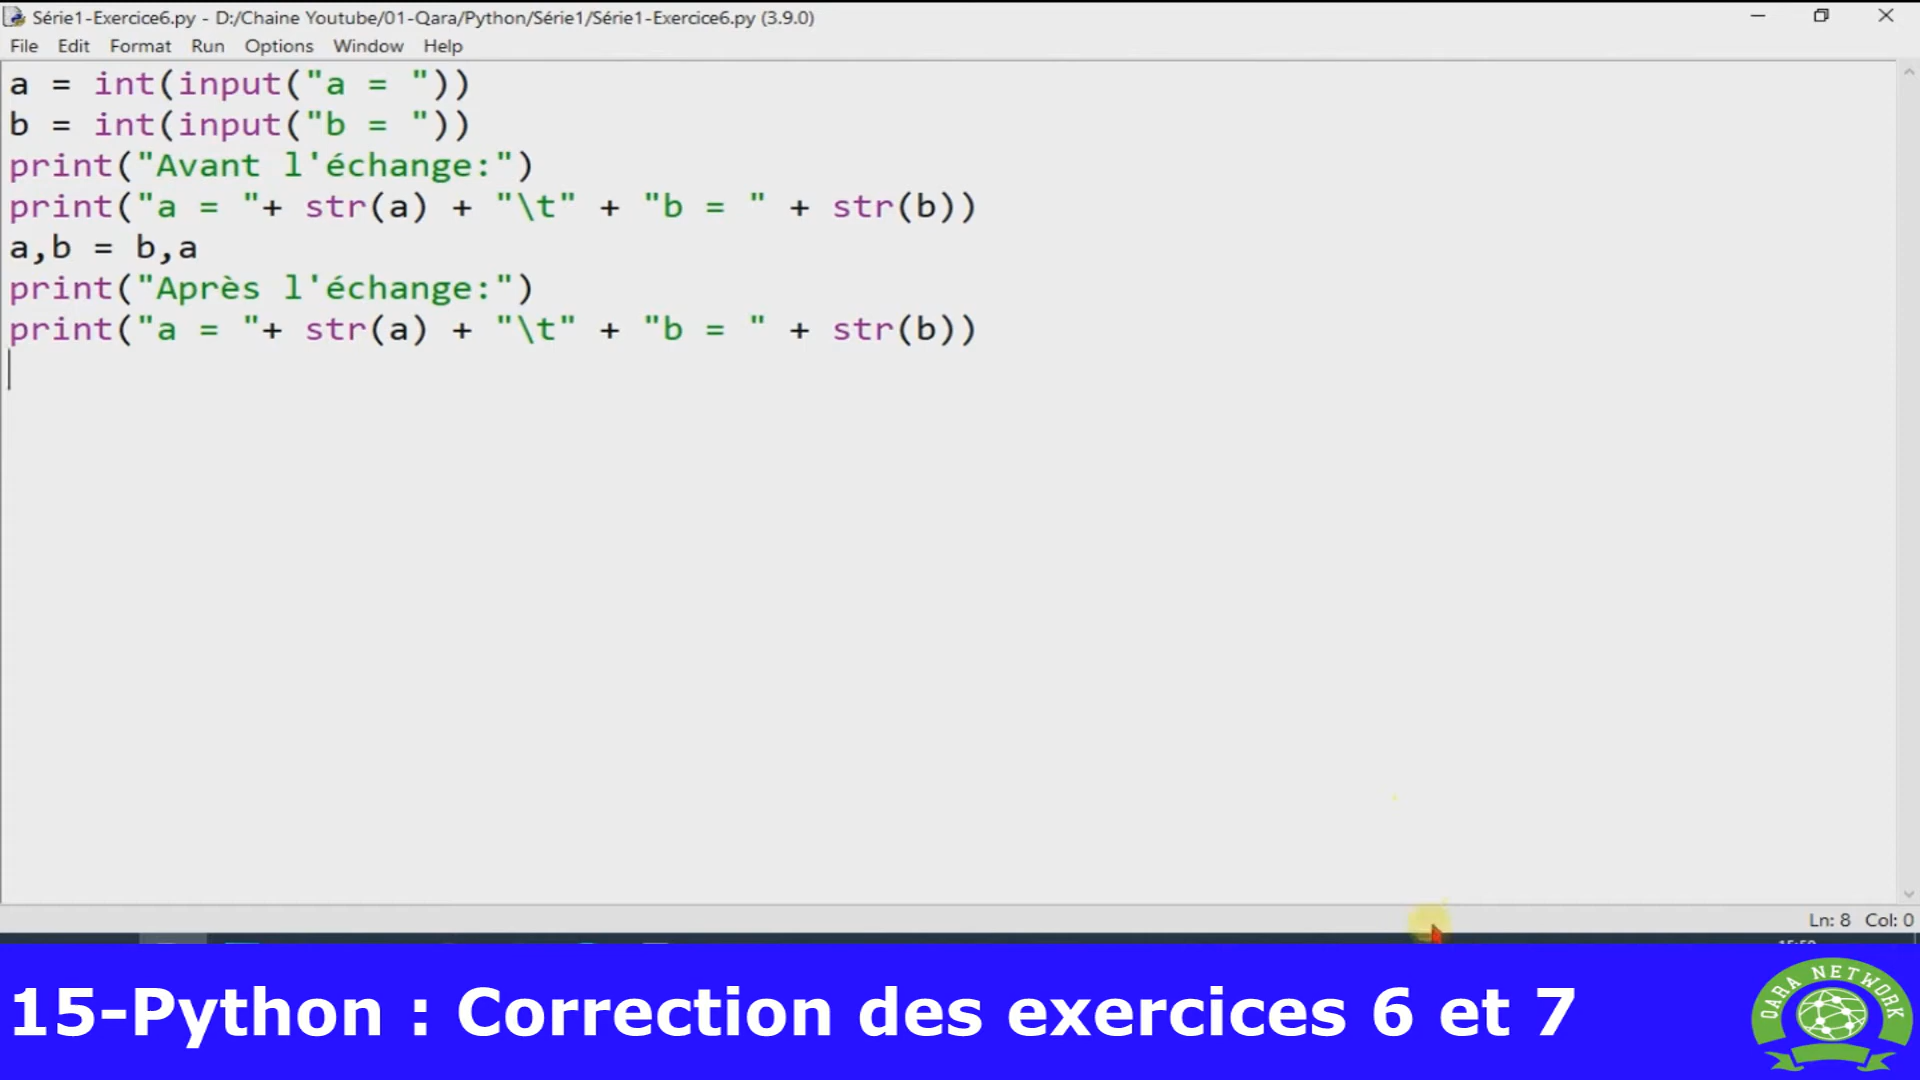 Série1-Exercice6.py - D:/Chaine Youtube/01-Qara/Python/Série1/Série1-Exercice6.py (3.9.0)
File Edit Format Run Options Window Help
a = int(input("a = "))
b = int(input("b = "))
print("Avant l'échange:")
print("a = "+ str(a) + "\t" + "b = " + str(b))
a,b = b,a
print("Après l'échange:")
print("a = "+ str(a) + "\t" + "b = " + str(b))
Ln: 8 Col: 0
15-Python : Correction des exercices 6 et 7
QARA NETWORK